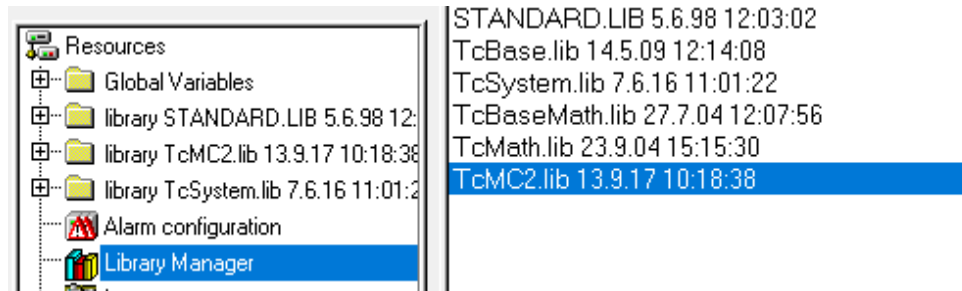 Resources
Global Variables
library STANDARD.LIB 5.6.98 12:
library TcMC2.lib 13.9.17 10:18:38
library TcSystem.lib 7.6.16 11:01:2
Alarm configuration
Library Manager
STANDARD.LIB 5.6.98 12:03:02
TcBase.lib 14.5.09 12:14:08
TcSystem.lib 7.6.16 11:01:22
TcBaseMath.lib 27.7.04 12:07:56
TcMath.lib 23.9.04 15:15:30
TcMC2.lib 13.9.17 10:18:38